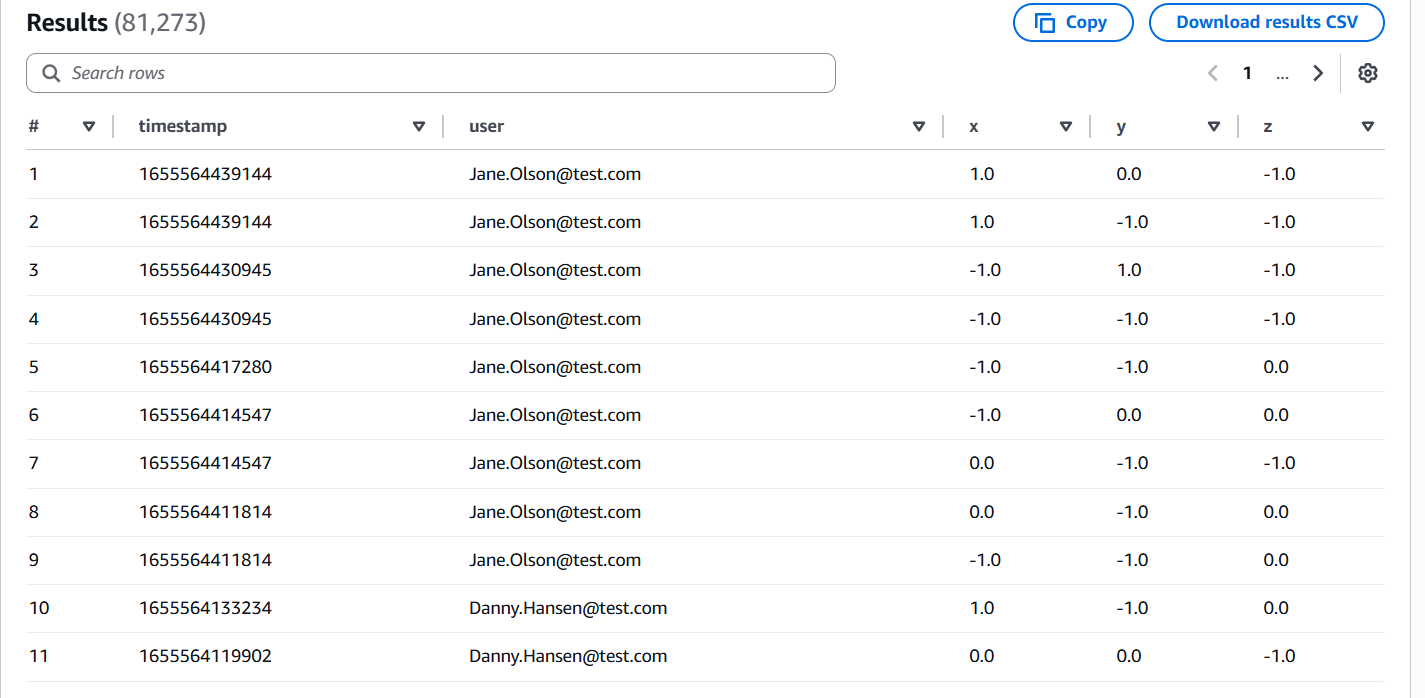 Results (81,273) Copy Download results CSV
Search rows 1 ...
# timestamp user x y z
1 1655564439144 Jane.Olson@test.com 1.0 0.0 -1.0
2 1655564439144 Jane.Olson@test.com 1.0 -1.0 -1.0
3 1655564430945 Jane.Olson@test.com -1.0 1.0 -1.0
4 1655564430945 Jane.Olson@test.com -1.0 -1.0 -1.0
5 1655564417280 Jane.Olson@test.com -1.0 -1.0 0.0
6 1655564414547 Jane.Olson@test.com -1.0 0.0 0.0
7 1655564414547 Jane.Olson@test.com 0.0 -1.0 -1.0
8 1655564411814 Jane.Olson@test.com 0.0 -1.0 0.0
9 1655564411814 Jane.Olson@test.com -1.0 -1.0 0.0
10 1655564133234 Danny.Hansen@test.com 1.0 -1.0 0.0
11 1655564119902 Danny.Hansen@test.com 0.0 0.0 -1.0